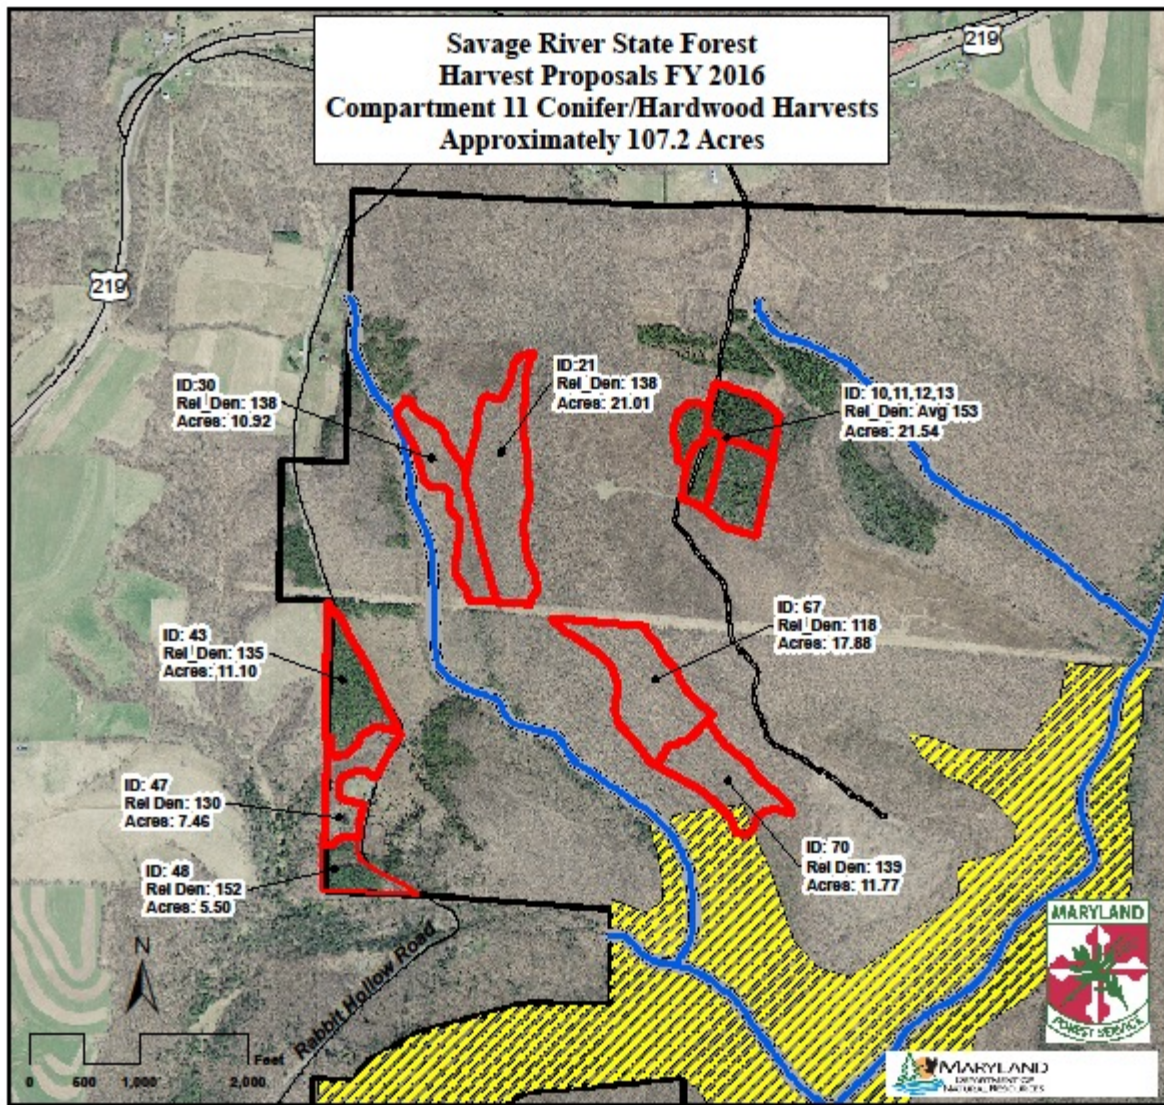 Savage River State Forest
Harvest Proposals FY 2016
Compartment 11 Conifer/Hardwood Harvests
Approximately 107.2 Acres
219
219
ID:30
Rel_Den: 138
Acres: 10.92
ID:21
Rel_Den: 138
Acres: 21.01
ID: 10,11,12,13
Rel_Den: Avg 153
Acres: 21.54
ID: 43
Rel_Den: 135
Acres: 11.10
ID: 67
Rel_Den: 118
Acres: 17.88
ID: 47
Rel Den: 130
Acres: 7.46
ID: 48
Rel Den: 152
Acres: 5.50
ID: 70
Rel Den: 139
Acres: 11.77
Rabbit Hollow Road
N
Feet
0 500 1,000 2,000
MARYLAND
FOREST SERVICE
MARYLAND
DEPARTMENT OF
NATURAL RESOURCES